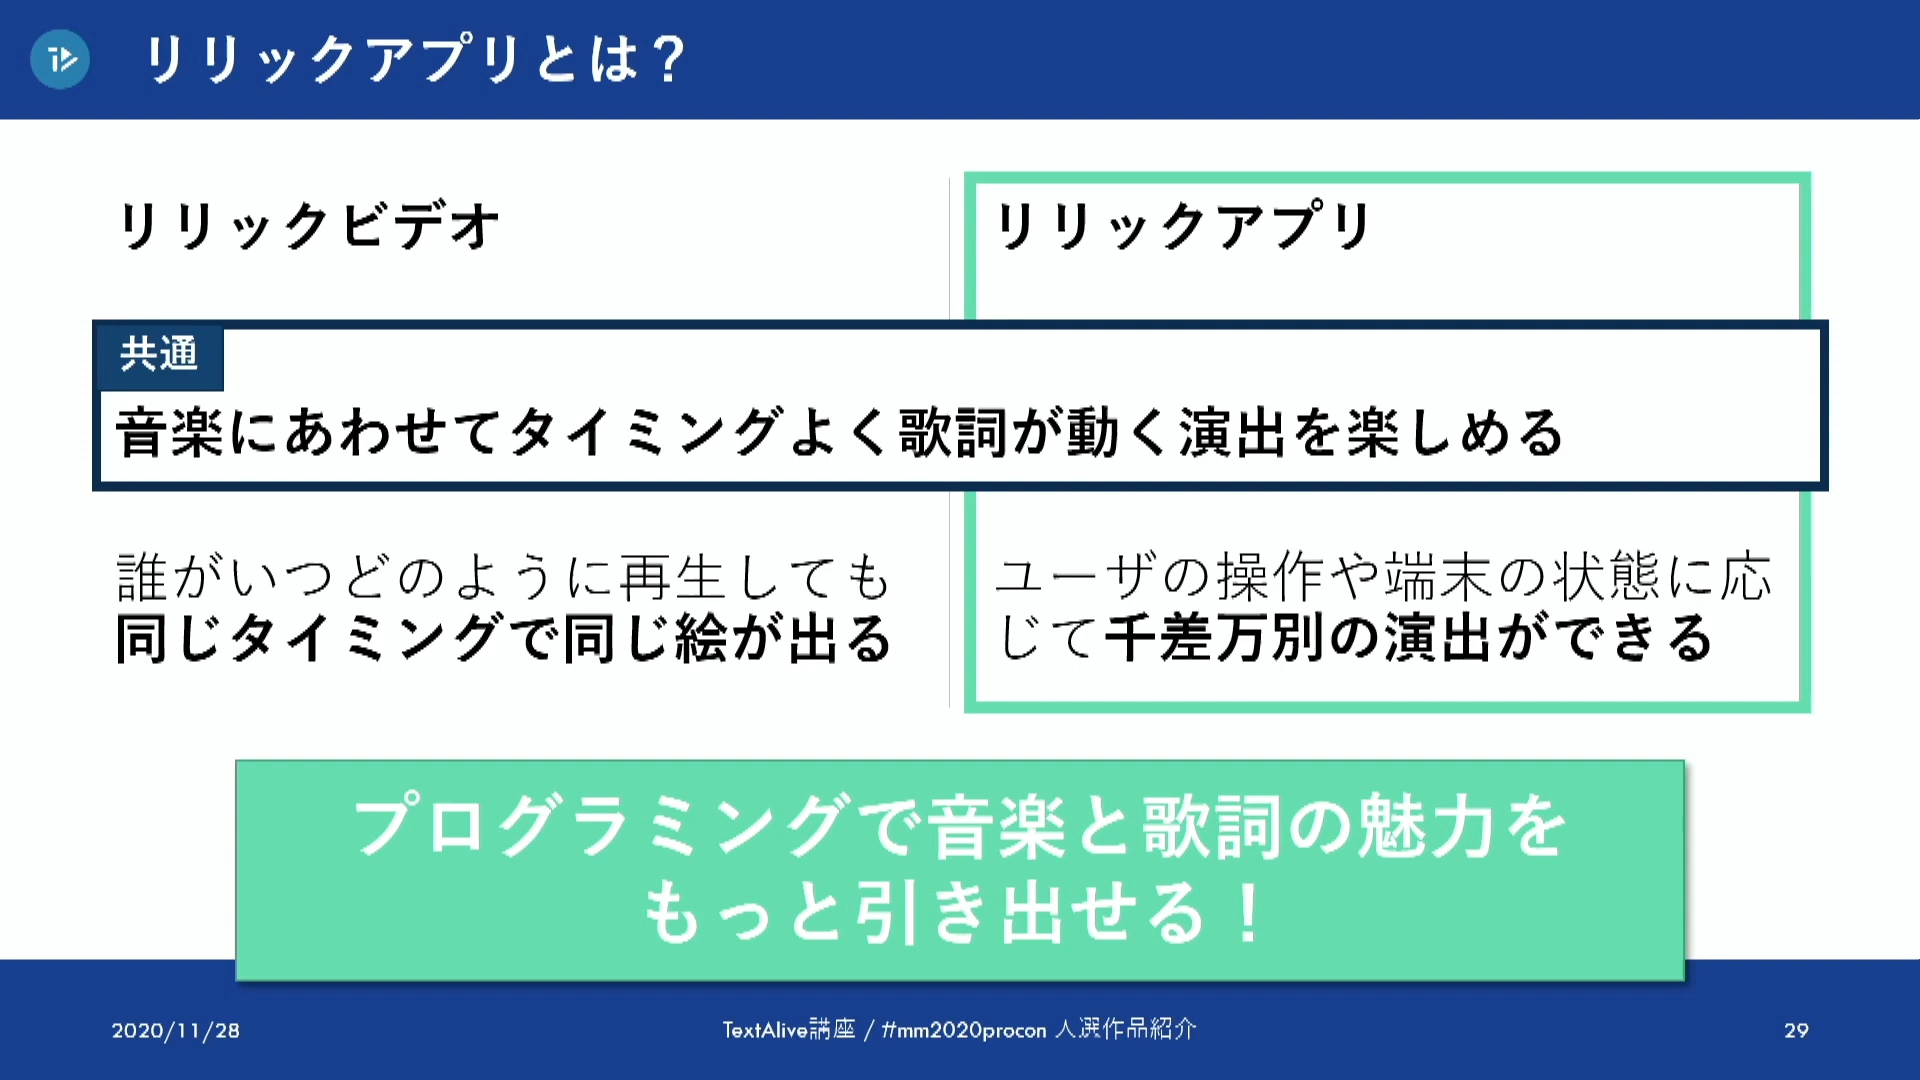 リリックアプリとは？
リリックビデオ
リリックアプリ
共通
音楽にあわせてタイミングよく歌詞が動く演出を楽しめる
誰がいつどのように再生しても
同じタイミングで同じ絵が出る
ユーザの操作や端末の状態に応
じて千差万別の演出ができる
プログラミングで音楽と歌詞の魅力を
もっと引き出せる！
2020/11/28
TextAlive講座 / #mm2020procon 入選作品紹介
29